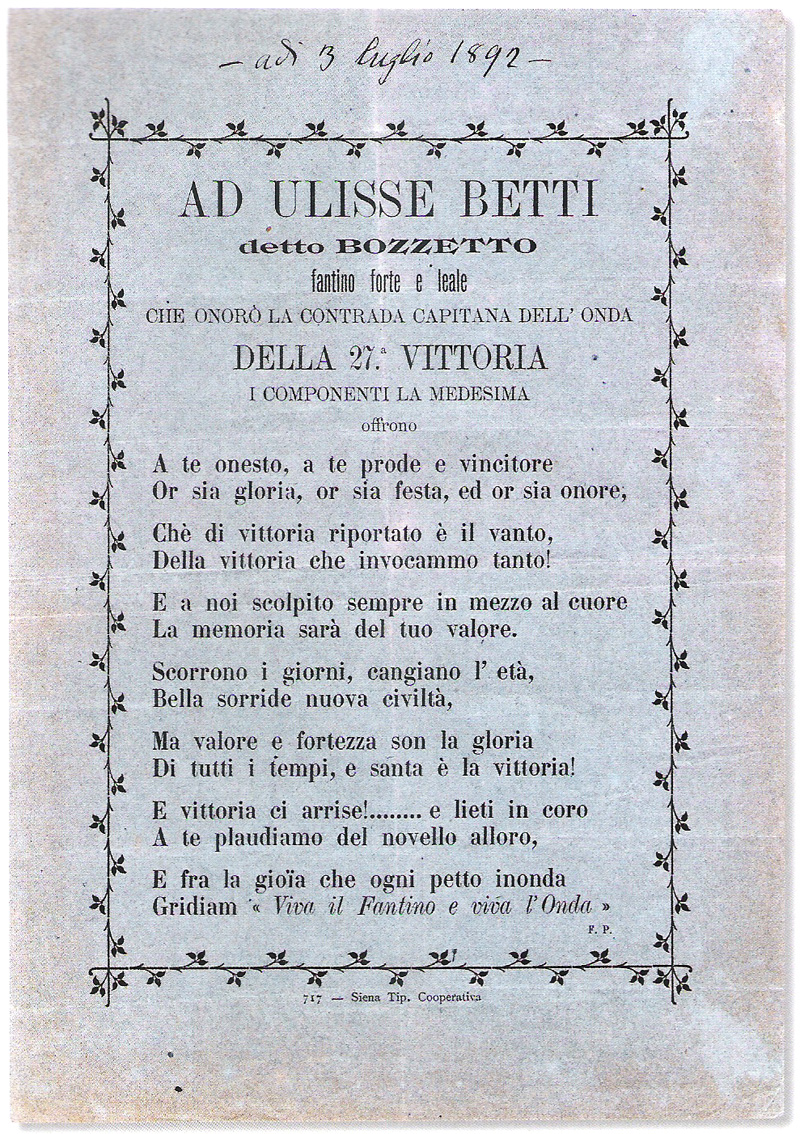 — adì 3 luglio 1892 —
AD ULISSE BETTI
detto BOZZETTO
fantino forte e leale
CHE ONORÒ LA CONTRADA CAPITANA DELL' ONDA
DELLA 27.ª VITTORIA
I COMPONENTI LA MEDESIMA
offrono
A te onesto, a te prode e vincitore
Or sia gloria, or sia festa, ed or sia onore,
Chè di vittoria riportato è il vanto,
Della vittoria che invocammo tanto!
E a noi scolpito sempre in mezzo al cuore
La memoria sarà del tuo valore.
Scorrono i giorni, cangiano l' età,
Bella sorride nuova civiltà,
Ma valore e fortezza son la gloria
Di tutti i tempi, e santa è la vittoria!
E vittoria ci arrise!........ e lieti in coro
A te plaudiamo del novello alloro,
E fra la gioïa che ogni petto inonda
Gridiam « Viva il Fantino e viva l'Onda »
F. P.
717 — Siena Tip. Cooperativa